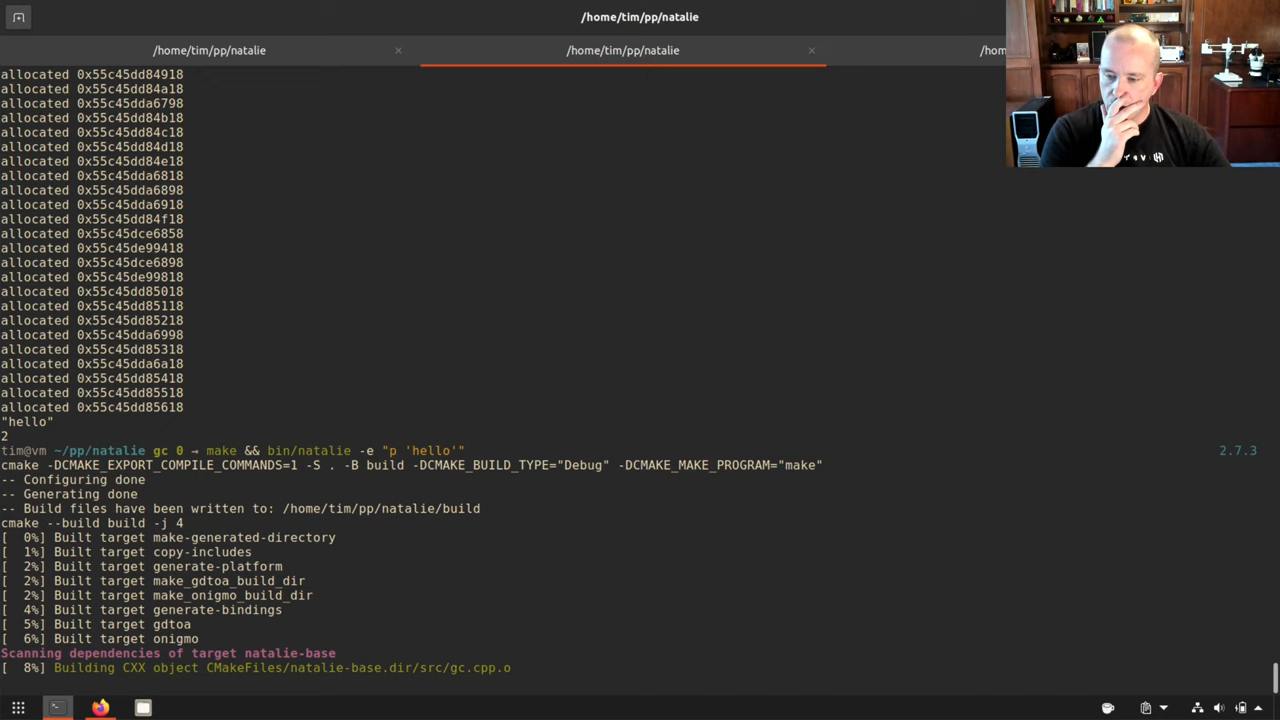 /home/tim/pp/natalie
/home/tim/pp/natalie × /home/tim/pp/natalie ×
allocated 0x55c45dd84918
allocated 0x55c45dd84a18
allocated 0x55c45dda6798
allocated 0x55c45dd84b18
allocated 0x55c45dd84c18
allocated 0x55c45dd84d18
allocated 0x55c45dd84e18
allocated 0x55c45dda6818
allocated 0x55c45dda6898
allocated 0x55c45dda6918
allocated 0x55c45dd84f18
allocated 0x55c45dce6858
allocated 0x55c45de99418
allocated 0x55c45dce6898
allocated 0x55c45de99818
allocated 0x55c45dd85018
allocated 0x55c45dd85118
allocated 0x55c45dd85218
allocated 0x55c45dda6998
allocated 0x55c45dd85318
allocated 0x55c45dda6a18
allocated 0x55c45dd85418
allocated 0x55c45dd85518
allocated 0x55c45dd85618
"hello"
2
tim@vm ~/pp/natalie gc 0 → make && bin/natalie -e "p 'hello'" 2.7.3
cmake -DCMAKE_EXPORT_COMPILE_COMMANDS=1 -S . -B build -DCMAKE_BUILD_TYPE="Debug" -DCMAKE_MAKE_PROGRAM="make"
-- Configuring done
-- Generating done
-- Build files have been written to: /home/tim/pp/natalie/build
cmake --build build -j 4
[  0%] Built target make-generated-directory
[  1%] Built target copy-includes
[  2%] Built target generate-platform
[  2%] Built target make_gdtoa_build_dir
[  2%] Built target make_onigmo_build_dir
[  4%] Built target generate-bindings
[  5%] Built target gdtoa
[  6%] Built target onigmo
Scanning dependencies of target natalie-base
[  8%] Building CXX object CMakeFiles/natalie-base.dir/src/gc.cpp.o